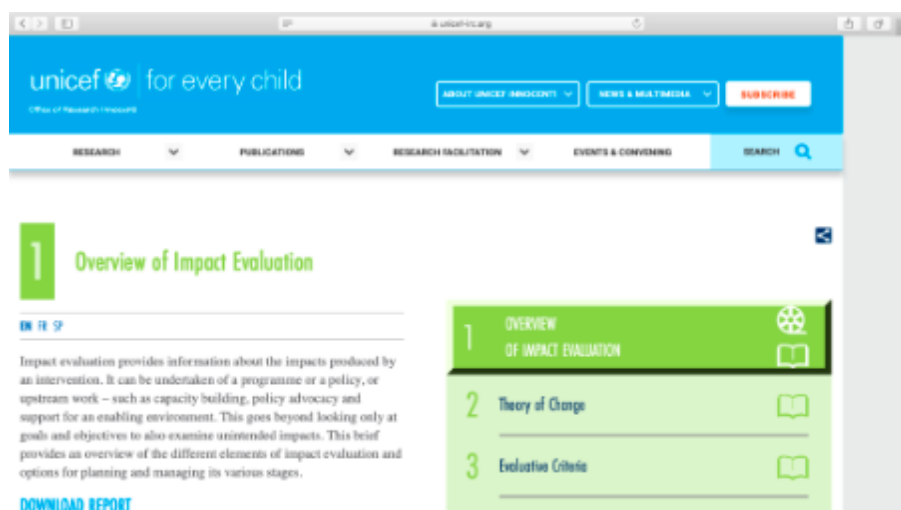 unicef-irc.org
unicef for every child
Office of Research-Innocenti
ABOUT UNICEF INNOCENTI
NEWS & MULTIMEDIA
SUBSCRIBE
RESEARCH
PUBLICATIONS
RESEARCH FACILITATION
EVENTS & CONVENING
SEARCH
1
Overview of Impact Evaluation
EN FR SP
Impact evaluation provides information about the impacts produced by
an intervention. It can be undertaken of a programme or a policy, or
upstream work – such as capacity building, policy advocacy and
support for an enabling environment. This goes beyond looking only at
goals and objectives to also examine unintended impacts. This brief
provides an overview of the different elements of impact evaluation and
options for planning and managing its various stages.
DOWNLOAD REPORT
1 OVERVIEW
OF IMPACT EVALUATION
2 Theory of Change
3 Evaluative Criteria